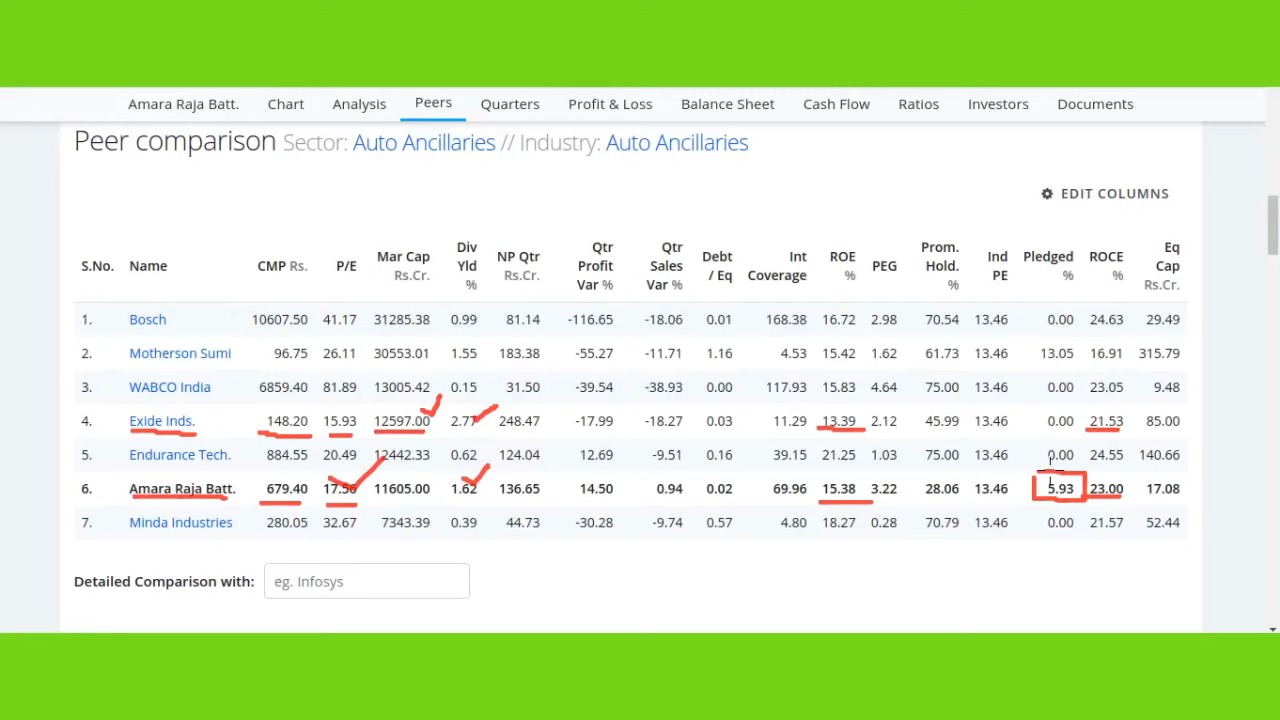 Amara Raja Batt. Chart Analysis Peers Quarters Profit & Loss Balance Sheet Cash Flow Ratios Investors Documents
Peer comparison Sector: Auto Ancillaries // Industry: Auto Ancillaries
EDIT COLUMNS
S.No. Name CMP Rs. P/E Mar Cap Rs.Cr. Div Yld % NP Qtr Rs.Cr. Qtr Profit Var % Qtr Sales Var % Debt / Eq Int Coverage ROE % PEG Prom. Hold. % Ind PE Pledged % ROCE % Eq Cap Rs.Cr.
1. Bosch 10607.50 41.17 31285.38 0.99 81.14 -116.65 -18.06 0.01 168.38 16.72 2.98 70.54 13.46 0.00 24.63 29.49
2. Motherson Sumi 96.75 26.11 30553.01 1.55 183.38 -55.27 -11.71 1.16 4.53 15.42 1.62 61.73 13.46 13.05 16.91 315.79
3. WABCO India 6859.40 81.89 13005.42 0.15 31.50 -39.54 -38.93 0.00 117.93 15.83 4.64 75.00 13.46 0.00 23.05 9.48
4. Exide Inds. 148.20 15.93 12597.00 2.77 248.47 -17.99 -18.27 0.03 11.29 13.39 2.12 45.99 13.46 0.00 21.53 85.00
5. Endurance Tech. 884.55 20.49 12442.33 0.62 124.04 12.69 -9.51 0.16 39.15 21.25 1.03 75.00 13.46 0.00 24.55 140.66
6. Amara Raja Batt. 679.40 17.56 11605.00 1.62 136.65 14.50 0.94 0.02 69.96 15.38 3.22 28.06 13.46 5.93 23.00 17.08
7. Minda Industries 280.05 32.67 7343.39 0.39 44.73 -30.28 -9.74 0.57 4.80 18.27 0.28 70.79 13.46 0.00 21.57 52.44
Detailed Comparison with: eg. Infosys